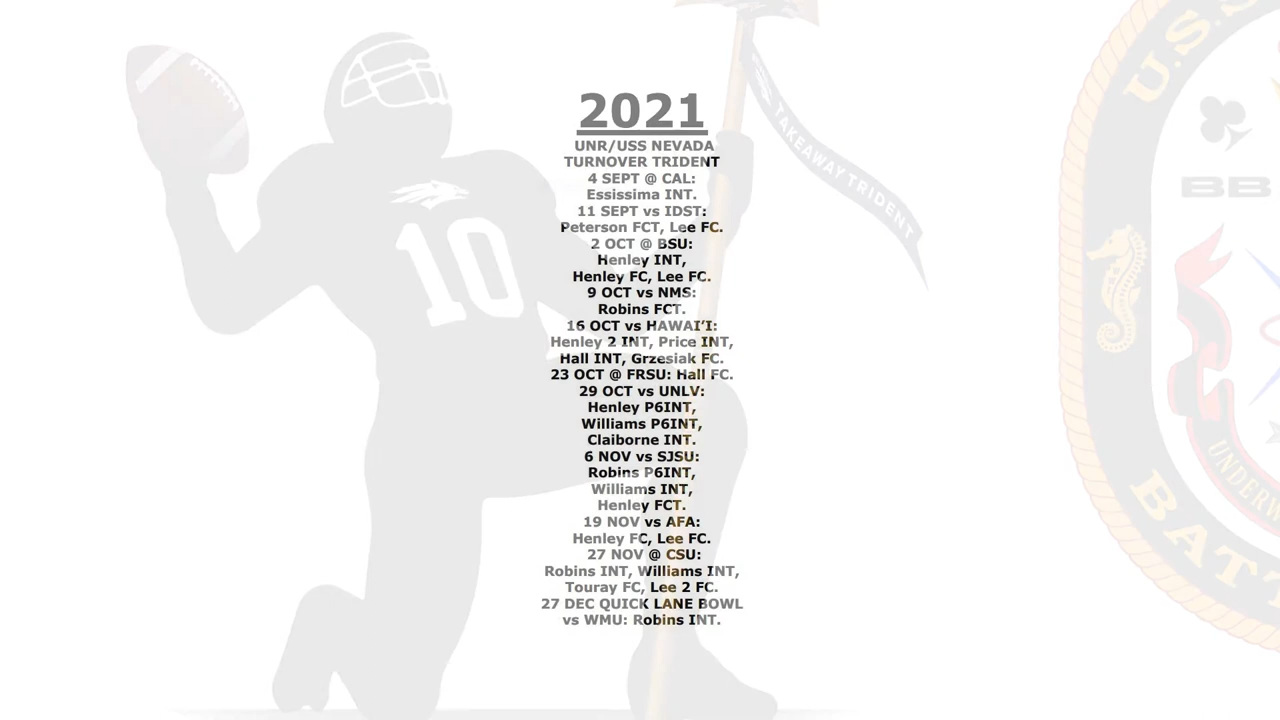 2021
UNR/USS NEVADA
TURNOVER TRIDENT
4 SEPT @ CAL:
Essissima INT.
11 SEPT vs IDST:
Peterson FCT, Lee FC.
2 OCT @ BSU:
Henley INT,
Henley FC, Lee FC.
9 OCT vs NMS:
Robins FCT.
16 OCT vs HAWAI'I:
Henley 2 INT, Price INT,
Hall INT, Grzesiak FC.
23 OCT @ FRSU: Hall FC.
29 OCT vs UNLV:
Henley P6INT,
Williams P6INT,
Claiborne INT.
6 NOV vs SJSU:
Robins P6INT,
Williams INT,
Henley FCT.
19 NOV vs AFA:
Henley FC, Lee FC.
27 NOV @ CSU:
Robins INT, Williams INT,
Touray FC, Lee 2 FC.
27 DEC QUICK LANE BOWL
vs WMU: Robins INT.
10
TAKEAWAY TRIDENT
U.S.S
BB